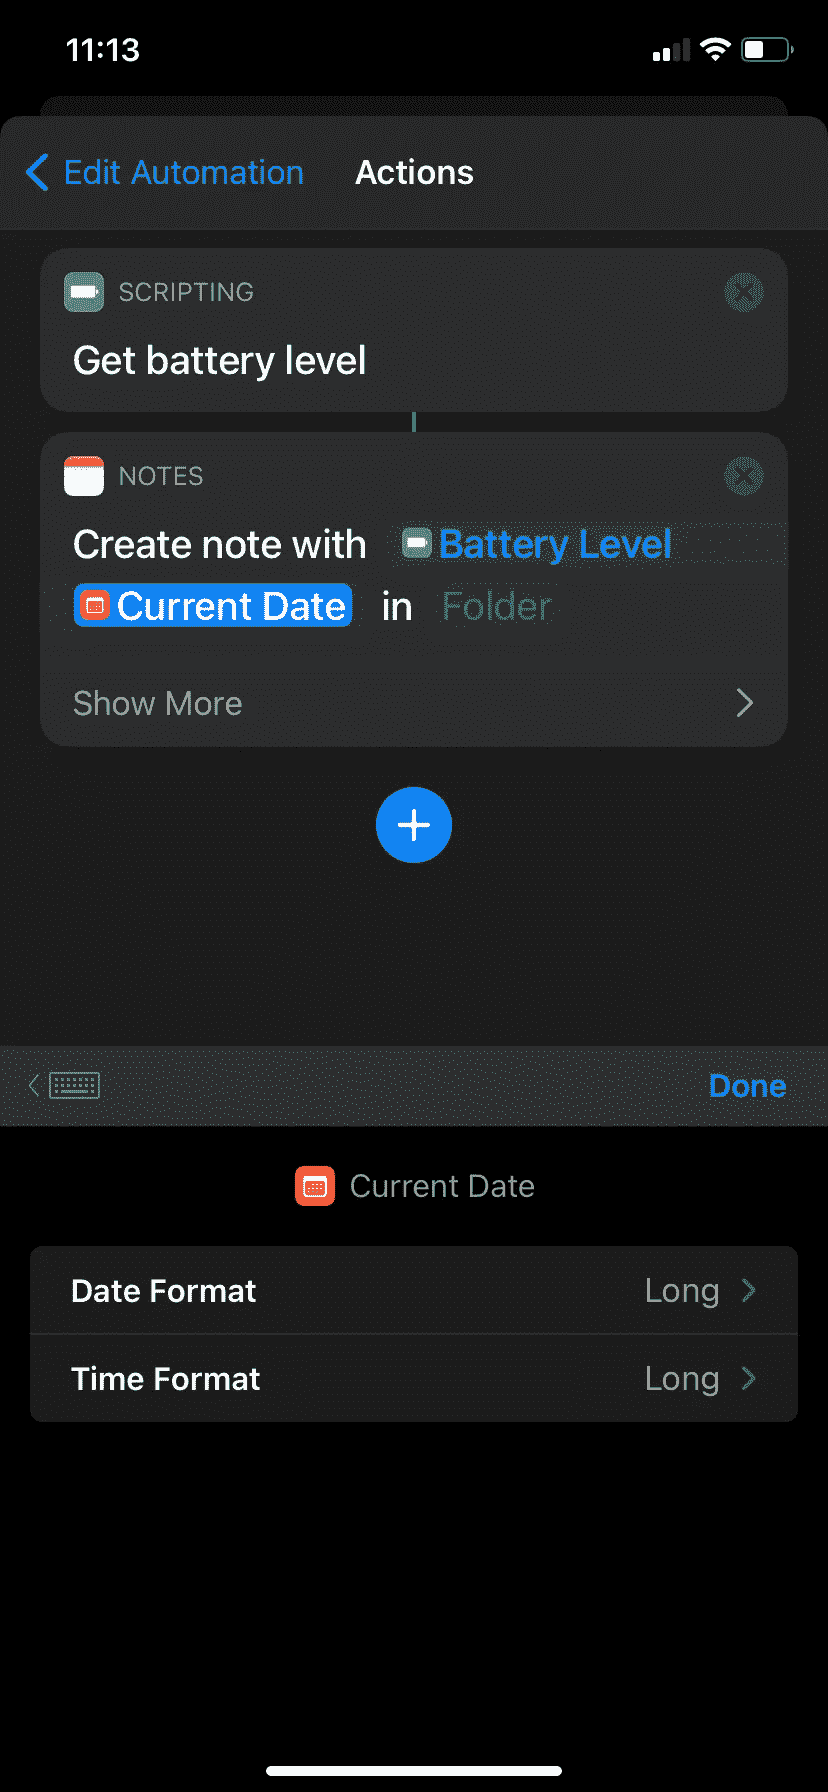 11:13
Edit Automation Actions
SCRIPTING
Get battery level
NOTES
Create note with Battery Level
Current Date in Folder
Show More
Done
Current Date
Date Format Long
Time Format Long